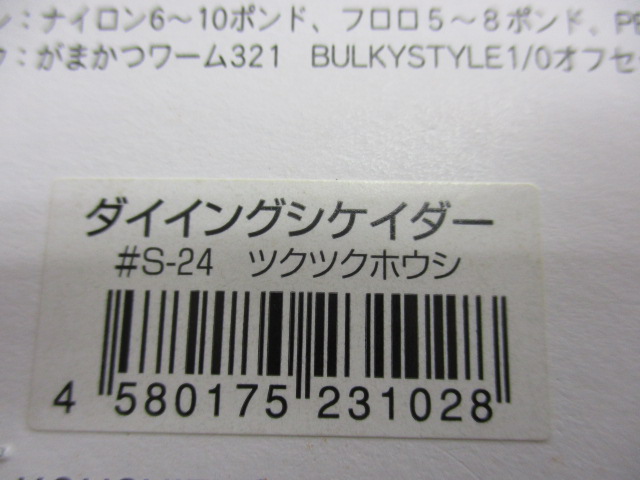 ン：ナイロン6～10ポンド、フロロ5～8ポンド、PE
ク：がまかつワーム321　BULKYSTYLE1/0オフセ
ダイイングシケイダー
#S-24　ツクツクホウシ
4 580175 231028